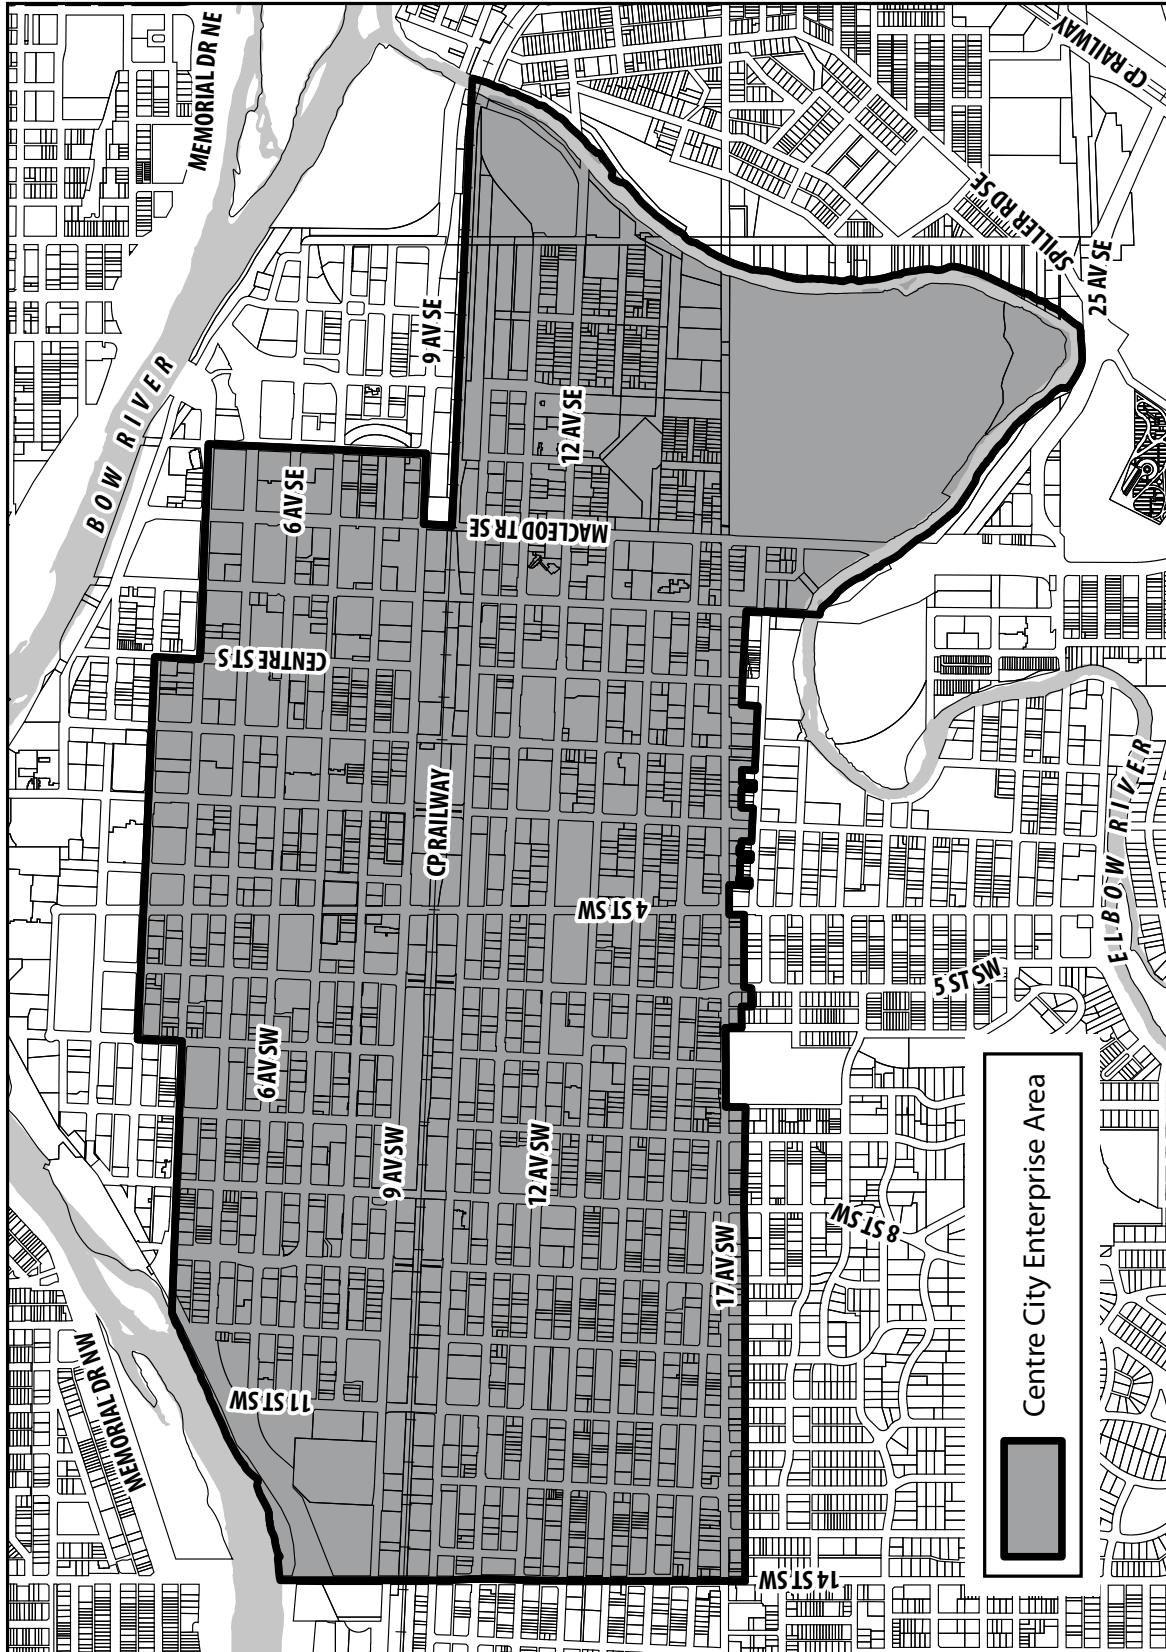 MEMORIAL DR NE
CP RAILWAY
BOW RIVER
9 AV SE
SPILLER RD SE
25 AV SE
6 AV SE
12 AV SE
MACLEOD TR SE
CENTRE ST S
CP RAILWAY
4 ST SW
5 ST SW
ELBOW RIVER
6 AV SW
9 AV SW
12 AV SW
17 AV SW
8 ST SW
MEMORIAL DR NW
11 ST SW
14 ST SW
Centre City Enterprise Area